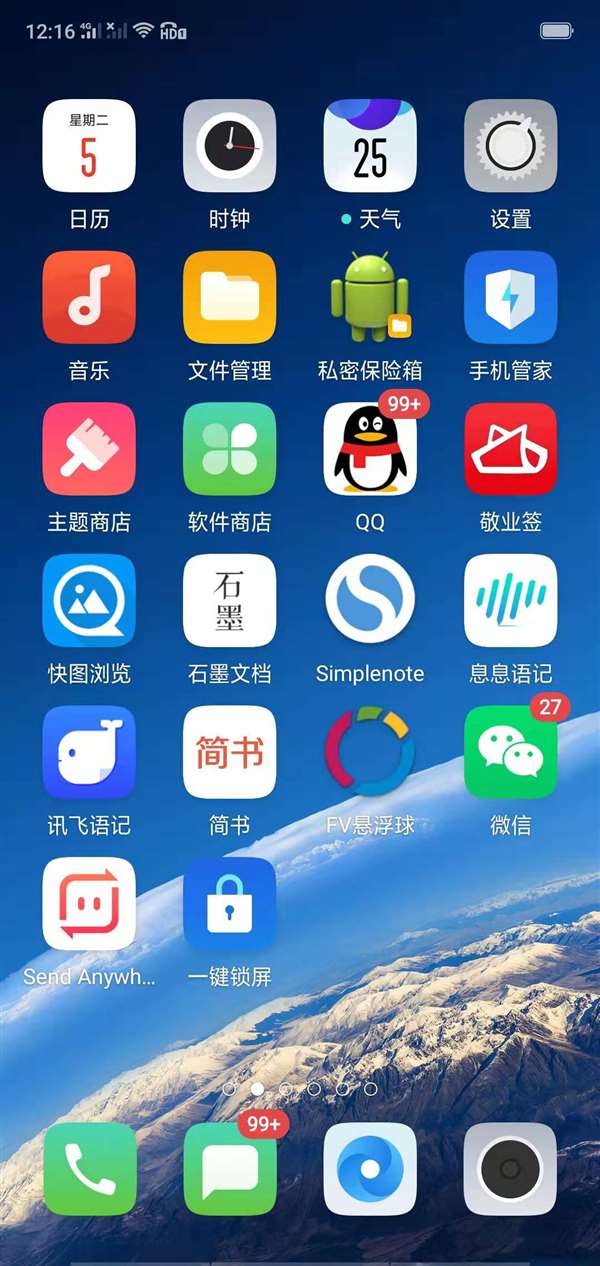 12:16 4G HD1
星期二
5
25
日历
时钟
天气
设置
音乐
文件管理
私密保险箱
手机管家
99+
主题商店
软件商店
QQ
敬业签
石墨
快图浏览
石墨文档
Simplenote
息息语记
27
简书
讯飞语记
简书
FV悬浮球
微信
Send Anywh...
一键锁屏
99+